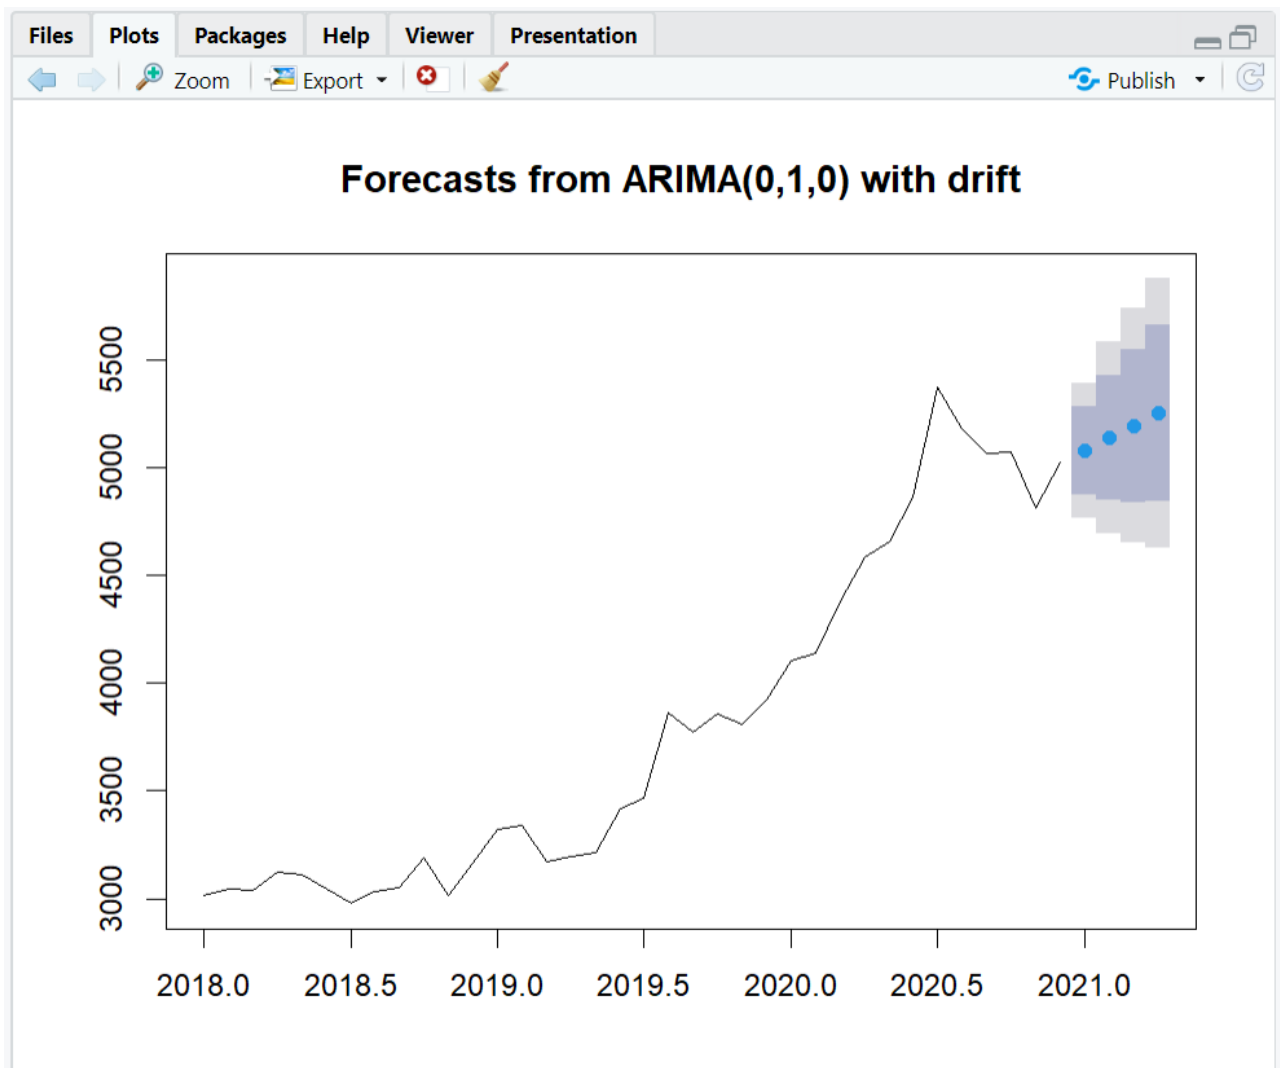 Files Plots Packages Help Viewer Presentation
Zoom Export Publish
Forecasts from ARIMA(0,1,0) with drift
5500
5000
4500
4000
3500
3000
2018.0 2018.5 2019.0 2019.5 2020.0 2020.5 2021.0